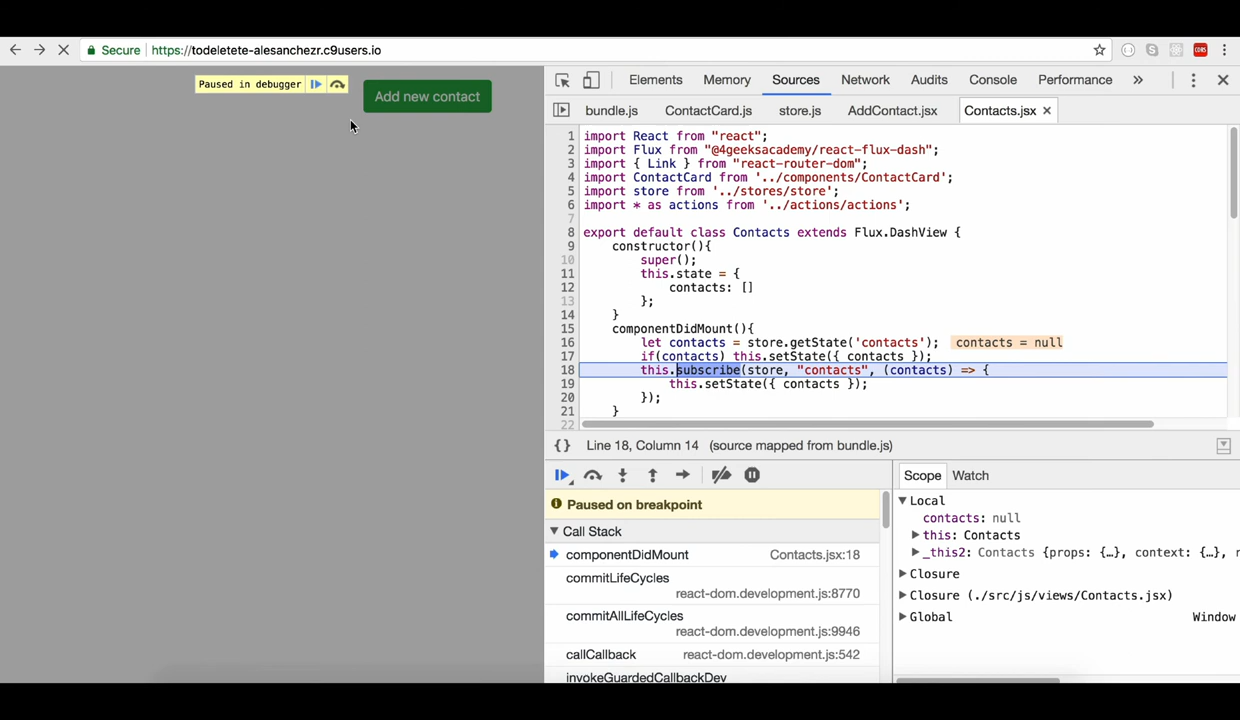 Secure
https://todeletete-alesanchezr.c9users.io
Paused in debugger
Add new contact
Elements Memory Sources Network Audits Console Performance »
bundle.js ContactCard.js store.js AddContact.jsx Contacts.jsx ×
1 import React from "react";
2 import Flux from "@4geeksacademy/react-flux-dash";
3 import { Link } from "react-router-dom";
4 import ContactCard from '../components/ContactCard';
5 import store from '../stores/store';
6 import * as actions from '../actions/actions';
7
8 export default class Contacts extends Flux.DashView {
9 constructor(){
10 super();
11 this.state = {
12 contacts: []
13 };
14 }
15 componentDidMount(){
16 let contacts = store.getState('contacts'); contacts = null
17 if(contacts) this.setState({ contacts });
18 this.subscribe(store, "contacts", (contacts) => {
19 this.setState({ contacts });
20 });
21 }
22
{} Line 18, Column 14 (source mapped from bundle.js)
Paused on breakpoint
Call Stack
componentDidMount Contacts.jsx:18
commitLifeCycles
react-dom.development.js:8770
commitAllLifeCycles
react-dom.development.js:9946
callCallback react-dom.development.js:542
invokeGuardedCallbackDev
Scope Watch
Local
contacts: null
this: Contacts
_this2: Contacts {props: {…}, context: {…}, r
Closure
Closure (./src/js/views/Contacts.jsx)
Global Window